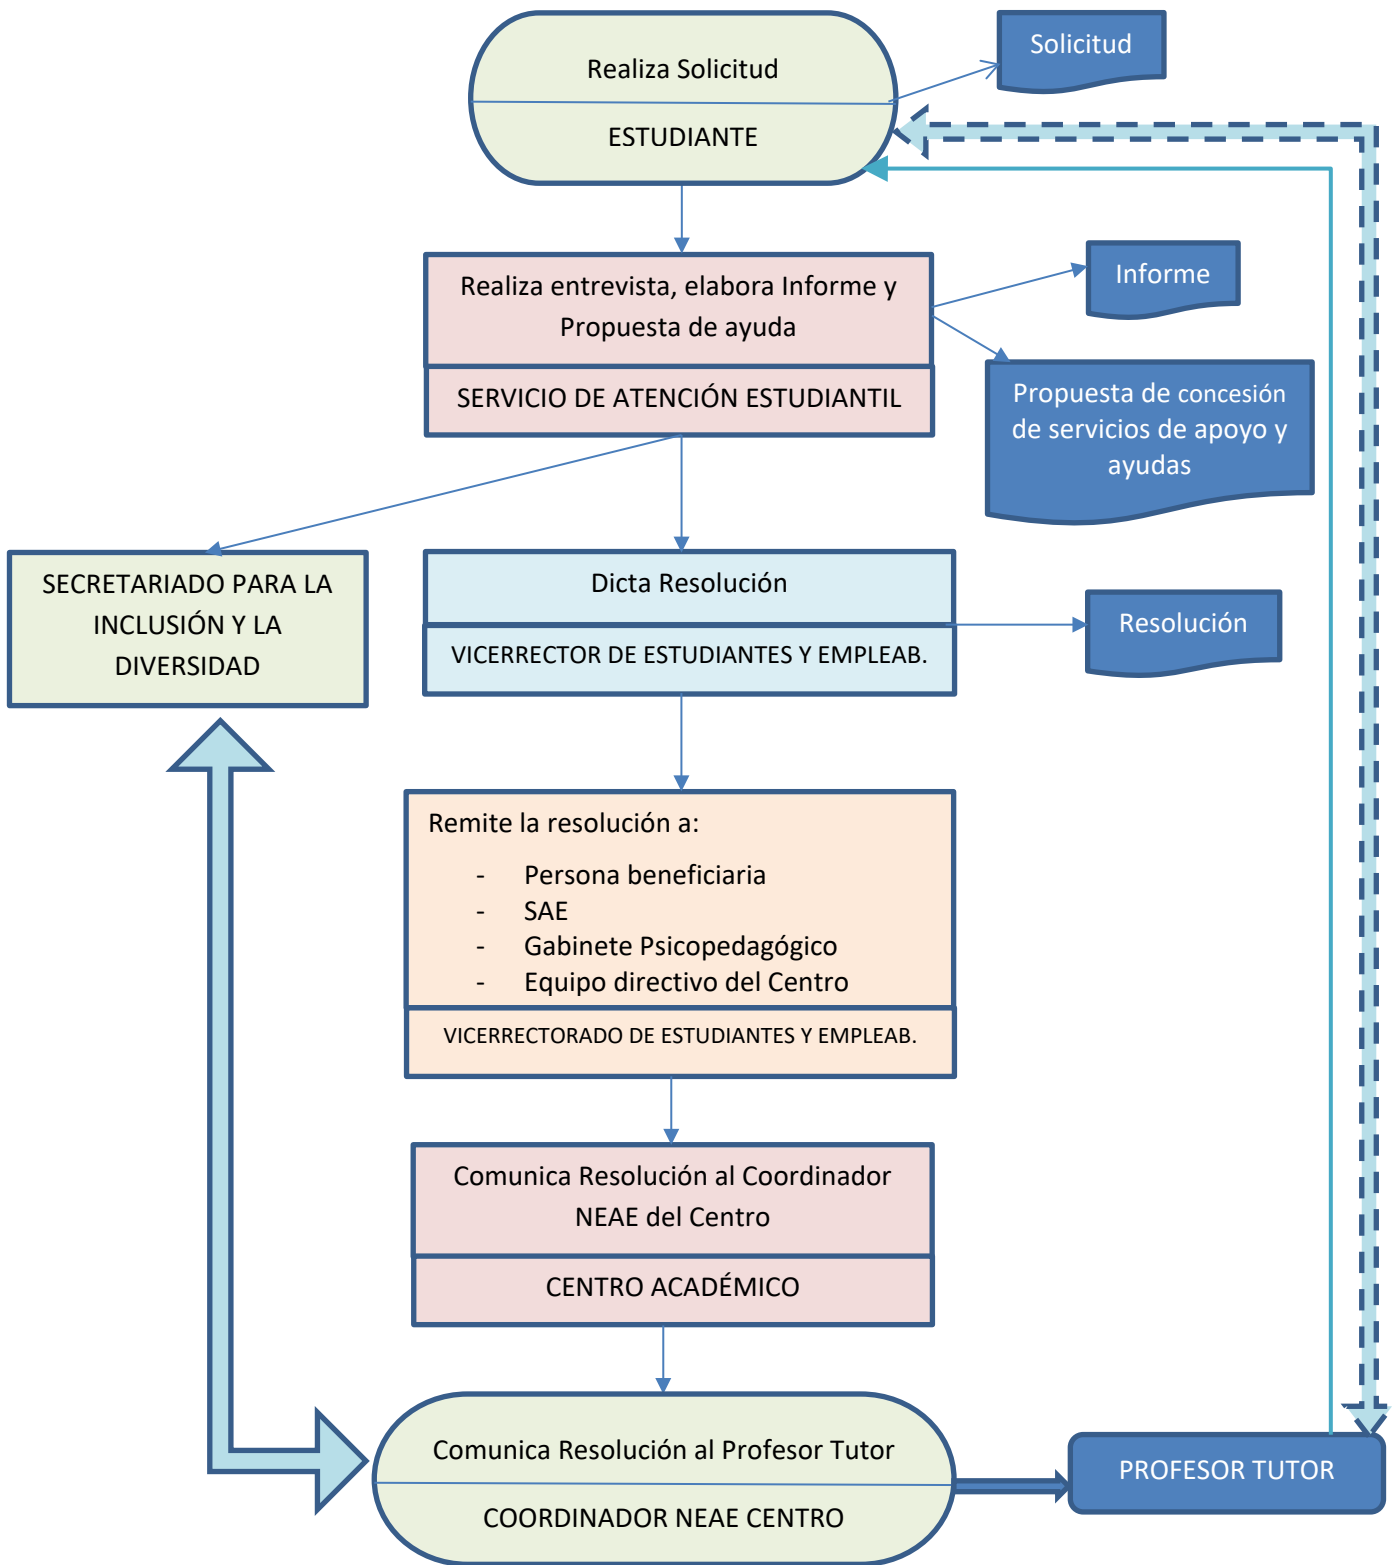 Realiza Solicitud
ESTUDIANTE
Solicitud
Realiza entrevista, elabora Informe y
Propuesta de ayuda
SERVICIO DE ATENCIÓN ESTUDIANTIL
Informe
Propuesta de concesión
de servicios de apoyo y
ayudas
SECRETARIADO PARA LA
INCLUSIÓN Y LA
DIVERSIDAD
Dicta Resolución
VICERRECTOR DE ESTUDIANTES Y EMPLEAB.
Resolución
Remite la resolución a:
- Persona beneficiaria
- SAE
- Gabinete Psicopedagógico
- Equipo directivo del Centro
VICERRECTORADO DE ESTUDIANTES Y EMPLEAB.
Comunica Resolución al Coordinador
NEAE del Centro
CENTRO ACADÉMICO
Comunica Resolución al Profesor Tutor
COORDINADOR NEAE CENTRO
PROFESOR TUTOR